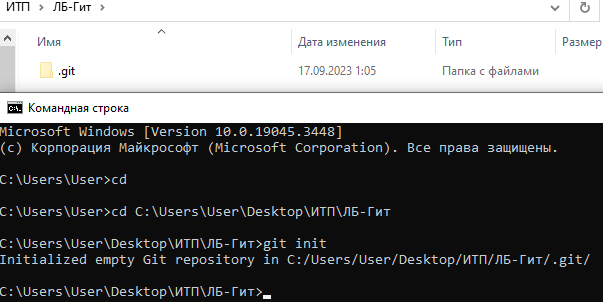 ИТП > ЛБ-Гит
Имя Дата изменения Тип Размер
.git 17.09.2023 1:05 Папка с файлами
Командная строка
Microsoft Windows [Version 10.0.19045.3448]
(c) Корпорация Майкрософт (Microsoft Corporation). Все права защищены.
C:\Users\User>cd
C:\Users\User>cd C:\Users\User\Desktop\ИТП\ЛБ-Гит
C:\Users\User\Desktop\ИТП\ЛБ-Гит>git init
Initialized empty Git repository in C:/Users/User/Desktop/ИТП/ЛБ-Гит/.git/
C:\Users\User\Desktop\ИТП\ЛБ-Гит>